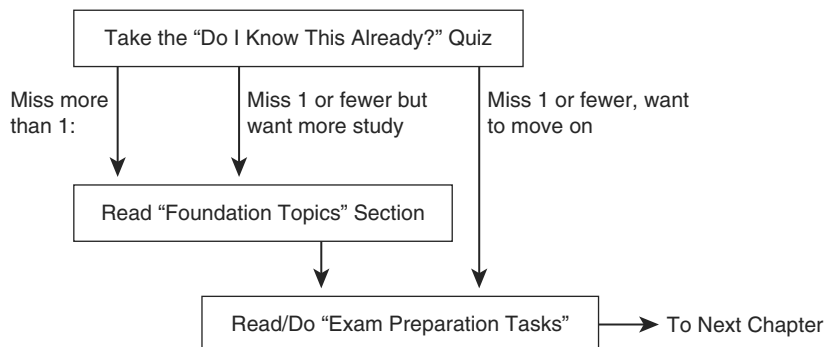 Take the “Do I Know This Already?” Quiz
Miss more
than 1:
Miss 1 or fewer but
want more study
Miss 1 or fewer, want
to move on
Read “Foundation Topics” Section
Read/Do “Exam Preparation Tasks”
To Next Chapter